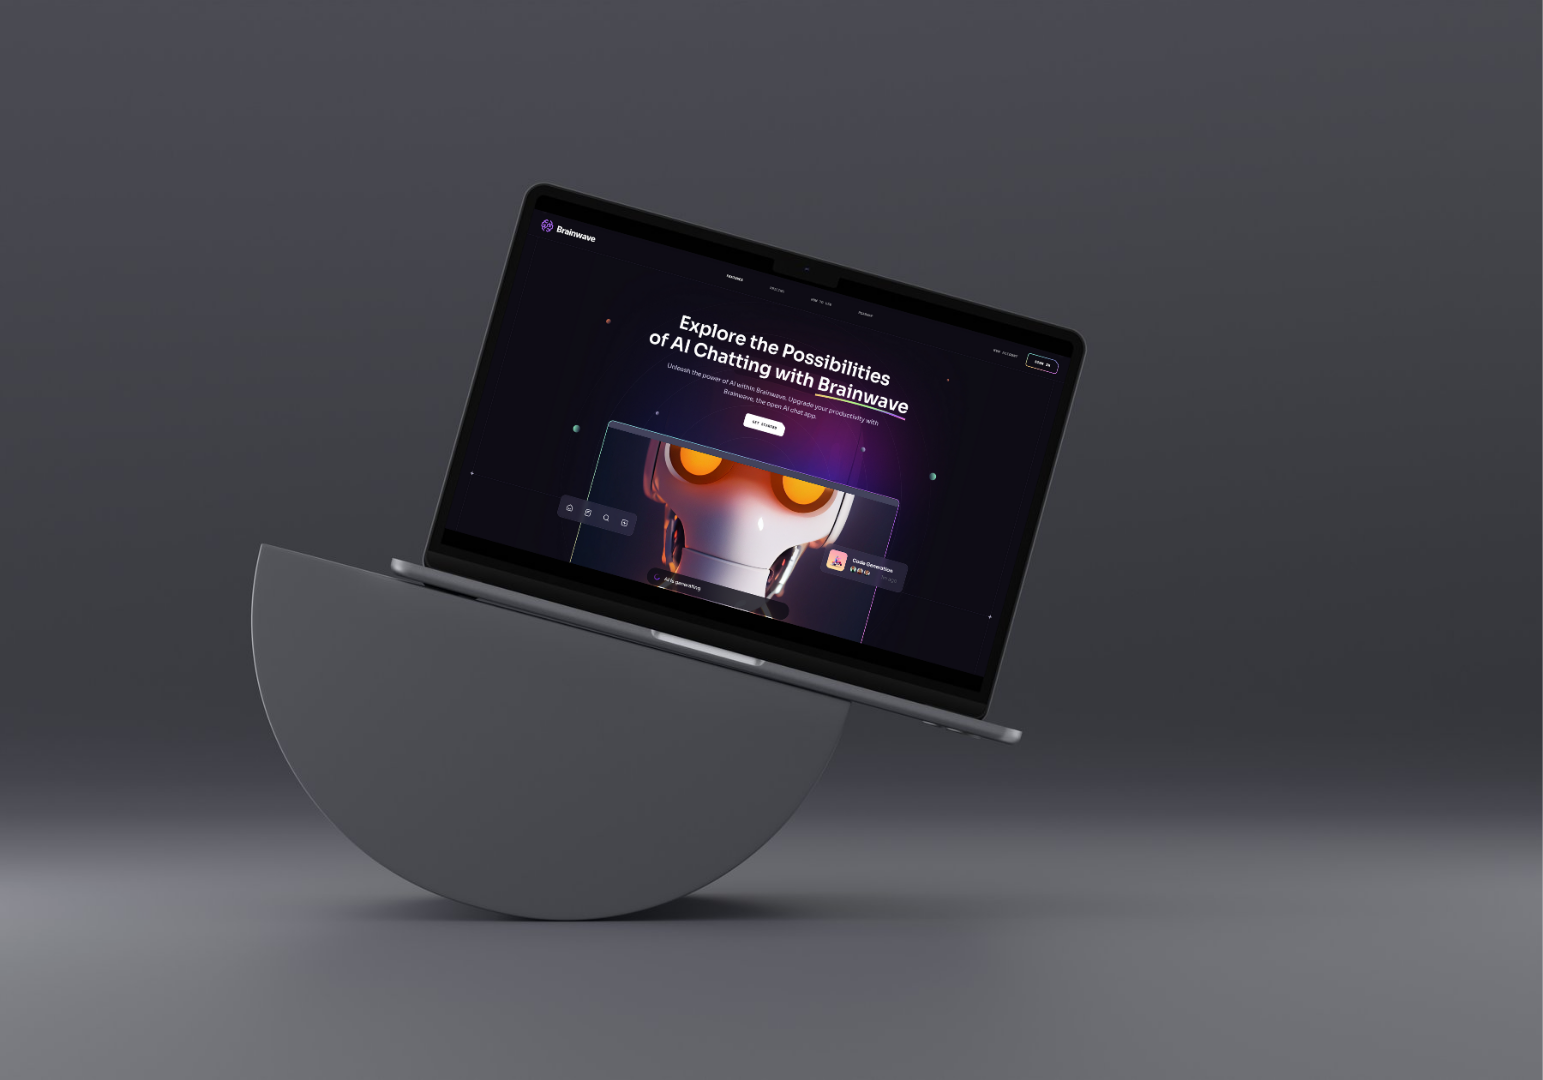 Brainwave
FEATURES
PRICING
HOW TO USE
ROADMAP
NEW ACCOUNT
SIGN IN
Explore the Possibilities
of AI Chatting with Brainwave
Unleash the power of AI within Brainwave. Upgrade your productivity with
Brainwave, the open AI chat app.
GET STARTED
Code Generation
1m ago
AI is generating